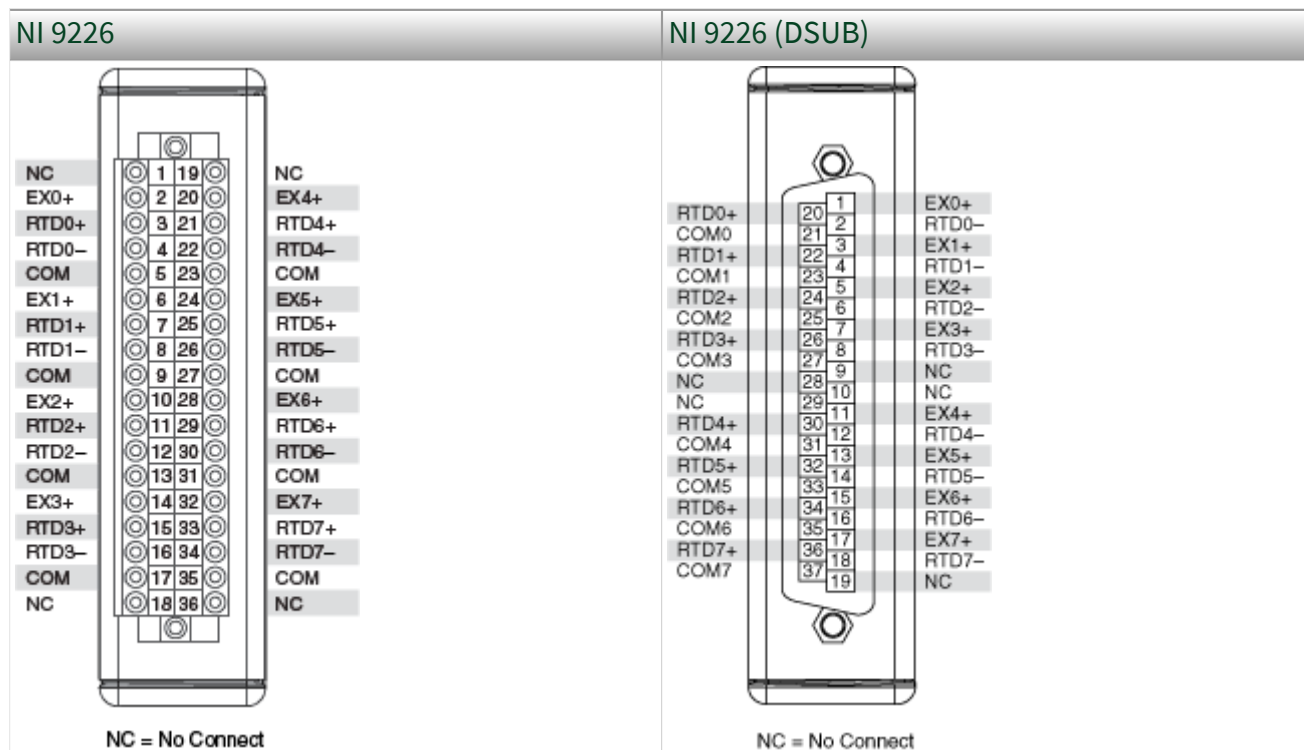 NI 9226
NC 1 19 NC
EX0+ 2 20 EX4+
RTD0+ 3 21 RTD4+
RTD0– 4 22 RTD4–
COM 5 23 COM
EX1+ 6 24 EX5+
RTD1+ 7 25 RTD5+
RTD1– 8 26 RTD5–
COM 9 27 COM
EX2+ 10 28 EX6+
RTD2+ 11 29 RTD6+
RTD2– 12 30 RTD6–
COM 13 31 COM
EX3+ 14 32 EX7+
RTD3+ 15 33 RTD7+
RTD3– 16 34 RTD7–
COM 17 35 COM
NC 18 36 NC
NC = No Connect
NI 9226 (DSUB)
1 EX0+
RTD0+ 20
2 RTD0–
COM0 21
3 EX1+
RTD1+ 22
4 RTD1–
COM1 23
5 EX2+
RTD2+ 24
6 RTD2–
COM2 25
7 EX3+
RTD3+ 26
8 RTD3–
COM3 27
9 NC
NC 28
10 NC
NC 29
11 EX4+
RTD4+ 30
12 RTD4–
COM4 31
13 EX5+
RTD5+ 32
14 RTD5–
COM5 33
15 EX6+
RTD6+ 34
16 RTD6–
COM6 35
17 EX7+
RTD7+ 36
18 RTD7–
COM7 37
19 NC
NC = No Connect